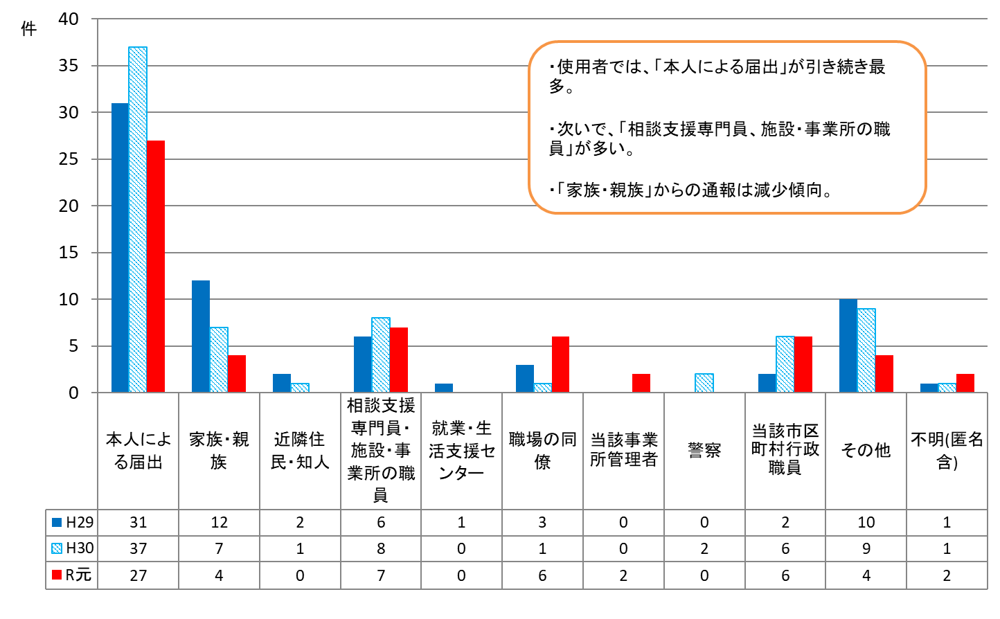 件
40
35
30
25
20
15
10
5
0
・使用者では、「本人による届出」が引き続き最
多。
・次いで、「相談支援専門員、施設・事業所の職
員」が多い。
・「家族・親族」からの通報は減少傾向。
本人によ
る届出
家族・親
族
近隣住
民・知人
相談支援
専門員・
施設・事
業所の職
員
就業・生
活支援セ
ンター
職場の同
僚
当該事業
所管理者
警察
当該市区
町村行政
職員
その他
不明(匿名
含)
H29 31 12 2 6 1 3 0 0 2 10 1
H30 37 7 1 8 0 1 0 2 6 9 1
R元 27 4 0 7 0 6 2 0 6 4 2